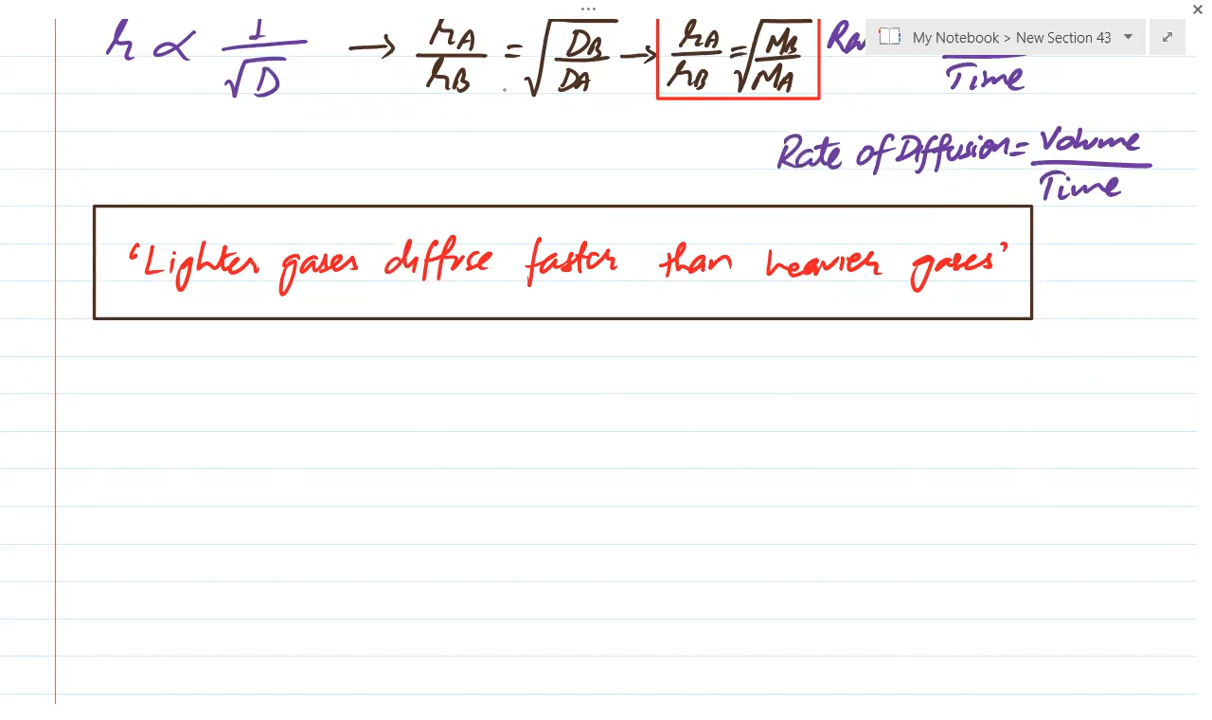 My Notebook > New Section 43
r ∝ 1/√D → rA/rB = √(DB/DA) → rA/rB = √(MB/MA)
Time
Rate of Diffusion = Volume/Time
'Lighter gases diffuse faster than heavier gases'